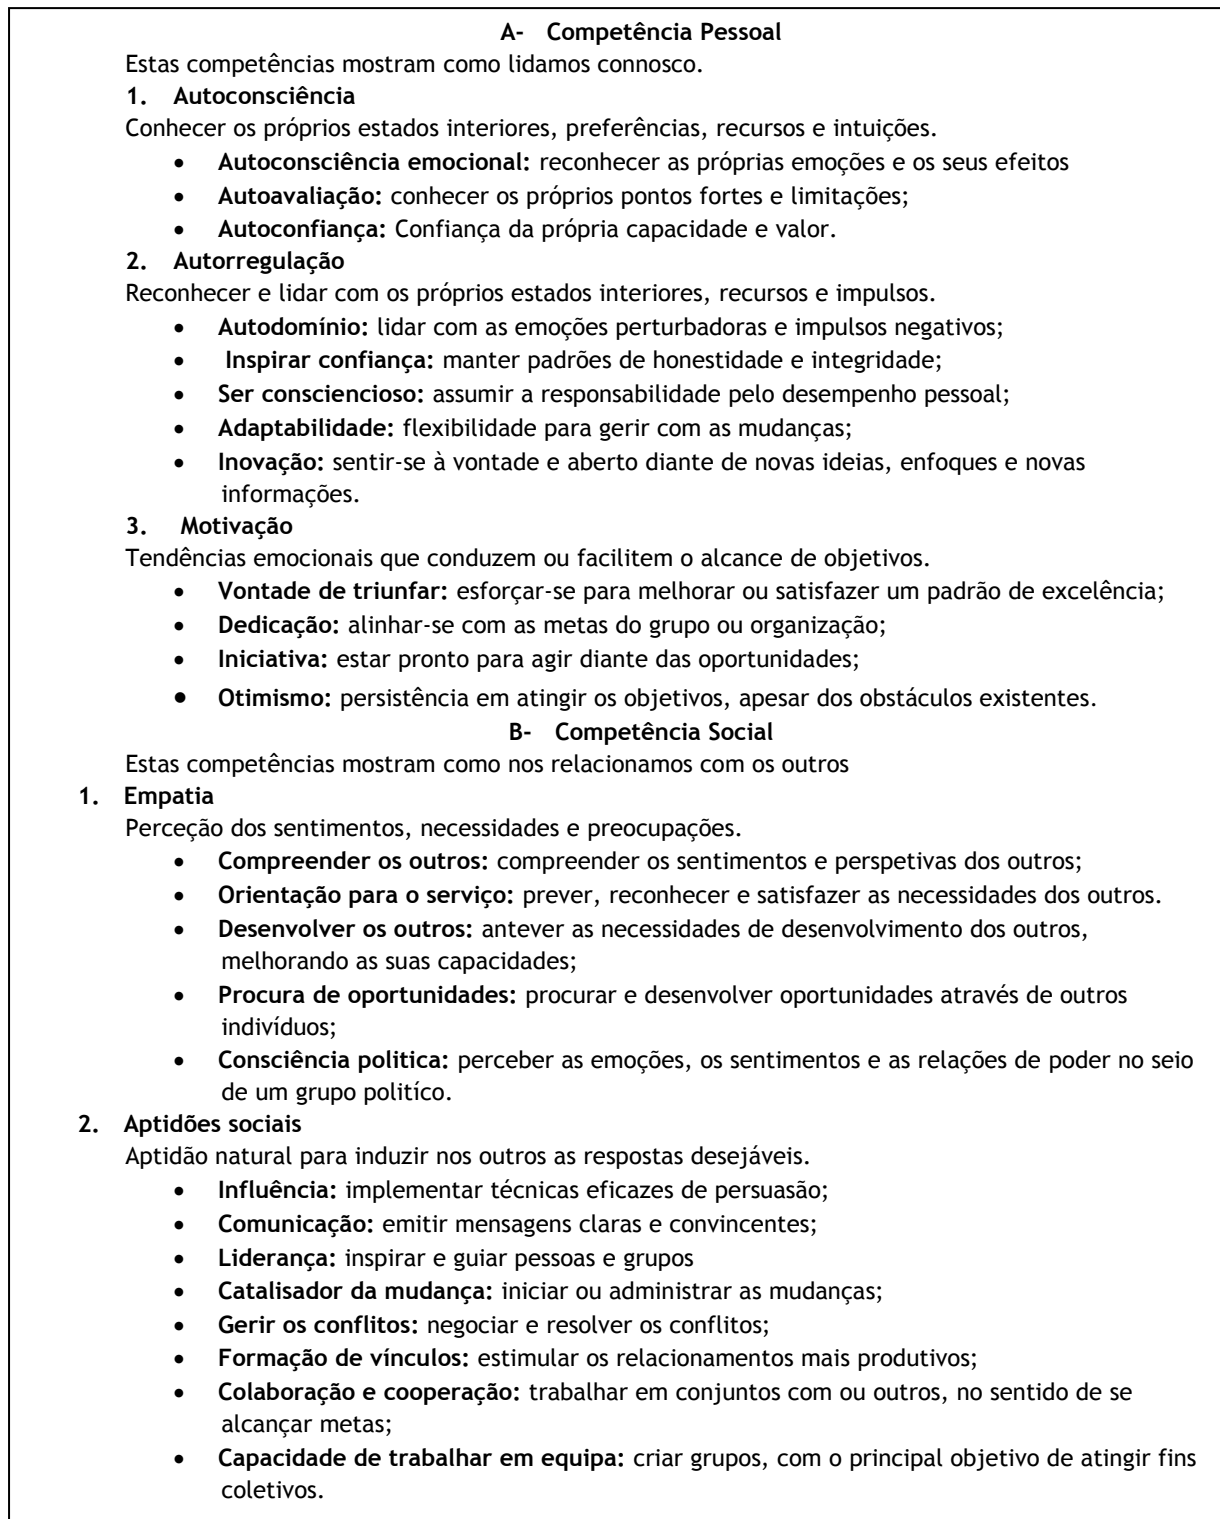 A- Competência Pessoal
Estas competências mostram como lidamos connosco.
1. Autoconsciência
Conhecer os próprios estados interiores, preferências, recursos e intuições.
• Autoconsciência emocional: reconhecer as próprias emoções e os seus efeitos
• Autoavaliação: conhecer os próprios pontos fortes e limitações;
• Autoconfiança: Confiança da própria capacidade e valor.
2. Autorregulação
Reconhecer e lidar com os próprios estados interiores, recursos e impulsos.
• Autodomínio: lidar com as emoções perturbadoras e impulsos negativos;
• Inspirar confiança: manter padrões de honestidade e integridade;
• Ser consciencioso: assumir a responsabilidade pelo desempenho pessoal;
• Adaptabilidade: flexibilidade para gerir com as mudanças;
• Inovação: sentir-se à vontade e aberto diante de novas ideias, enfoques e novas
informações.
3. Motivação
Tendências emocionais que conduzem ou facilitem o alcance de objetivos.
• Vontade de triunfar: esforçar-se para melhorar ou satisfazer um padrão de excelência;
• Dedicação: alinhar-se com as metas do grupo ou organização;
• Iniciativa: estar pronto para agir diante das oportunidades;
• Otimismo: persistência em atingir os objetivos, apesar dos obstáculos existentes.
B- Competência Social
Estas competências mostram como nos relacionamos com os outros
1. Empatia
Perceção dos sentimentos, necessidades e preocupações.
• Compreender os outros: compreender os sentimentos e perspetivas dos outros;
• Orientação para o serviço: prever, reconhecer e satisfazer as necessidades dos outros.
• Desenvolver os outros: antever as necessidades de desenvolvimento dos outros,
melhorando as suas capacidades;
• Procura de oportunidades: procurar e desenvolver oportunidades através de outros
indivíduos;
• Consciência politica: perceber as emoções, os sentimentos e as relações de poder no seio
de um grupo politíco.
2. Aptidões sociais
Aptidão natural para induzir nos outros as respostas desejáveis.
• Influência: implementar técnicas eficazes de persuasão;
• Comunicação: emitir mensagens claras e convincentes;
• Liderança: inspirar e guiar pessoas e grupos
• Catalisador da mudança: iniciar ou administrar as mudanças;
• Gerir os conflitos: negociar e resolver os conflitos;
• Formação de vínculos: estimular os relacionamentos mais produtivos;
• Colaboração e cooperação: trabalhar em conjuntos com ou outros, no sentido de se
alcançar metas;
• Capacidade de trabalhar em equipa: criar grupos, com o principal objetivo de atingir fins
coletivos.